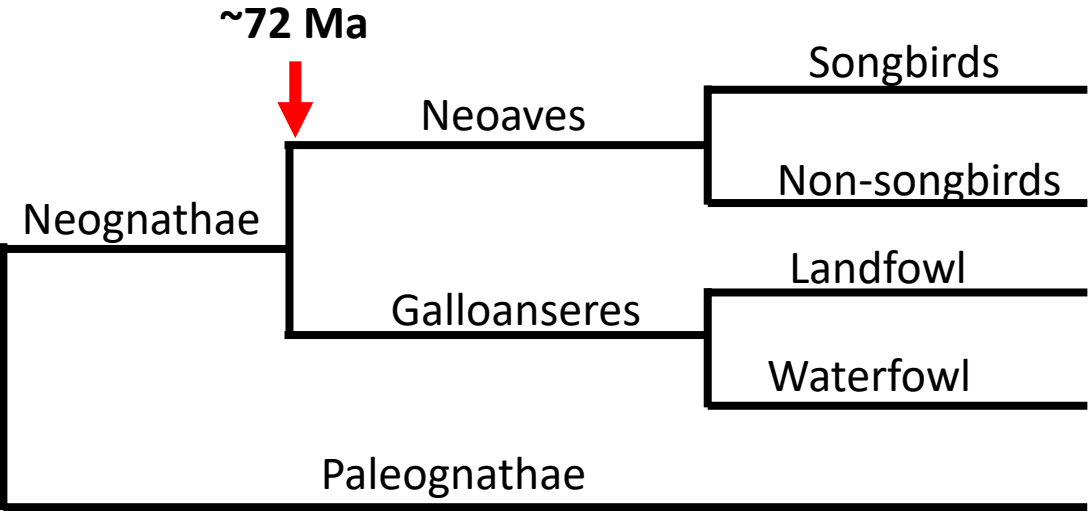 ~72 Ma
Songbirds
Neoaves
Non-songbirds
Neognathae
Landfowl
Galloanseres
Waterfowl
Paleognathae